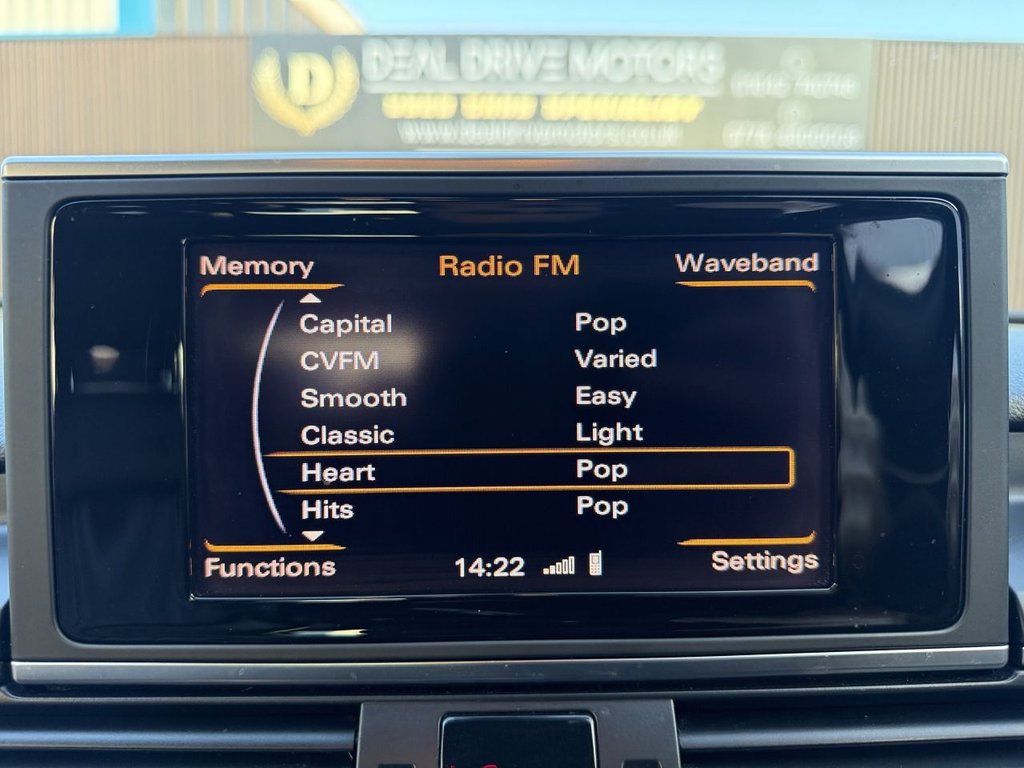 D
DEAL DRIVE MOTORS
Memory
Radio FM
Waveband
Capital Pop
CVFM Varied
Smooth Easy
Classic Light
Heart Pop
Hits Pop
Functions
14:22
Settings